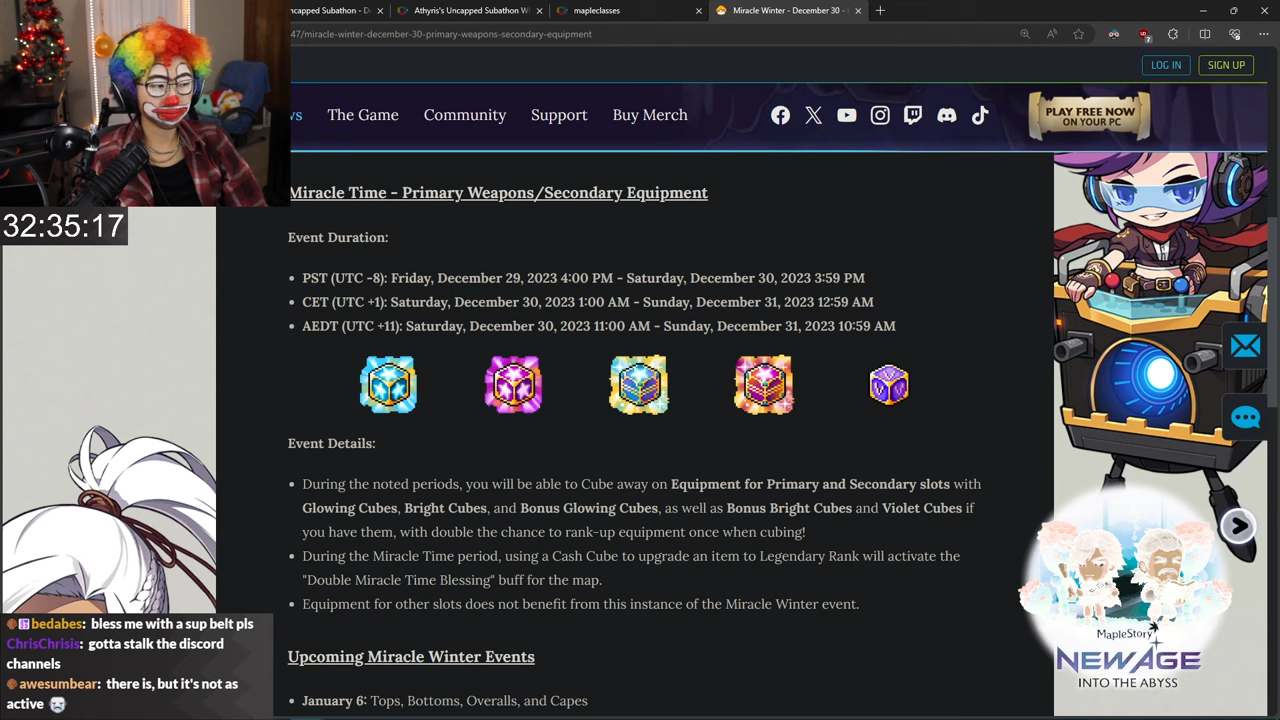 ncapped Subathon - D
Athyris's Uncapped Subathon W
mapleclasses
Miracle Winter - December 30 -
47/miracle-winter-december-30-primary-weapons-secondary-equipment
LOG IN
SIGN UP
ws
The Game
Community
Support
Buy Merch
PLAY FREE NOW
ON YOUR PC
32:35:17
Miracle Time - Primary Weapons/Secondary Equipment
Event Duration:
• PST (UTC -8): Friday, December 29, 2023 4:00 PM - Saturday, December 30, 2023 3:59 PM
• CET (UTC +1): Saturday, December 30, 2023 1:00 AM - Sunday, December 31, 2023 12:59 AM
• AEDT (UTC +11): Saturday, December 30, 2023 11:00 AM - Sunday, December 31, 2023 10:59 AM
Event Details:
• During the noted periods, you will be able to Cube away on Equipment for Primary and Secondary slots with
Glowing Cubes, Bright Cubes, and Bonus Glowing Cubes, as well as Bonus Bright Cubes and Violet Cubes if
you have them, with double the chance to rank-up equipment once when cubing!
• During the Miracle Time period, using a Cash Cube to upgrade an item to Legendary Rank will activate the
"Double Miracle Time Blessing" buff for the map.
• Equipment for other slots does not benefit from this instance of the Miracle Winter event.
Upcoming Miracle Winter Events
• January 6: Tops, Bottoms, Overalls, and Capes
bedabes: bless me with a sup belt pls
ChrisChrisis: gotta stalk the discord
channels
awesumbear: there is, but it's not as
active
MapleStory
NEW AGE
INTO THE ABYSS